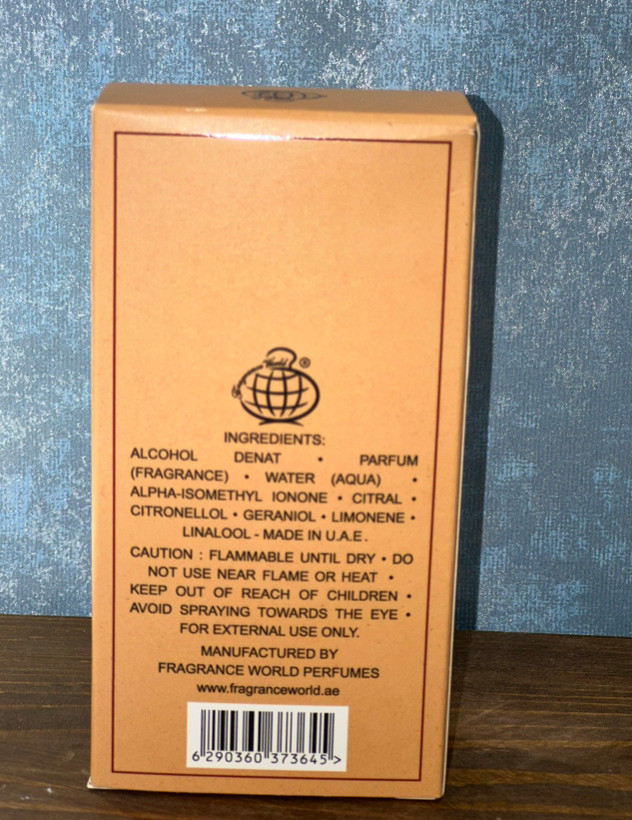 World ®
INGREDIENTS:
ALCOHOL DENAT • PARFUM
(FRAGRANCE) • WATER (AQUA) •
ALPHA-ISOMETHYL IONONE • CITRAL •
CITRONELLOL • GERANIOL • LIMONENE •
LINALOOL - MADE IN U.A.E.
CAUTION : FLAMMABLE UNTIL DRY • DO
NOT USE NEAR FLAME OR HEAT •
KEEP OUT OF REACH OF CHILDREN •
AVOID SPRAYING TOWARDS THE EYE •
FOR EXTERNAL USE ONLY.
MANUFACTURED BY
FRAGRANCE WORLD PERFUMES
www.fragranceworld.ae
6 290360 373645 >